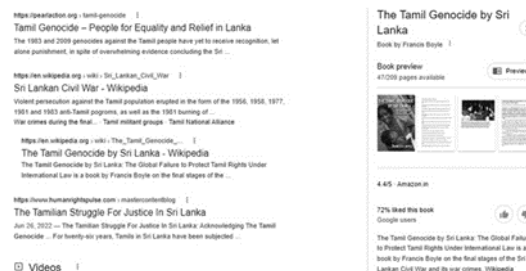 https://pearlaction.org › tamil-genocide
Tamil Genocide – People for Equality and Relief in Lanka
The 1983 and 2009 genocides against the Tamil people have yet to receive recognition, let
alone punishment, in spite of overwhelming evidence concluding the Sri ...
https://en.wikipedia.org › wiki › Sri_Lankan_Civil_War
Sri Lankan Civil War - Wikipedia
Violent persecution against the Tamil population erupted in the form of the 1956, 1958, 1977,
1981 and 1983 anti-Tamil pogroms, as well as the 1981 burning of ...
War crimes during the final... · Tamil militant groups · Tamil National Alliance
https://en.wikipedia.org › wiki › The_Tamil_Genocide_...
The Tamil Genocide by Sri Lanka - Wikipedia
The Tamil Genocide by Sri Lanka: The Global Failure to Protect Tamil Rights Under
International Law is a book by Francis Boyle on the final stages of the ...
https://www.humanrightspulse.com › mastercontentblog
The Tamilian Struggle For Justice In Sri Lanka
Jun 26, 2022 — The Tamilian Struggle For Justice In Sri Lanka: Acknowledging The Tamil
Genocide ... For twenty-six years, Tamils in Sri Lanka have been subjected ...
Videos
The Tamil Genocide by Sri
Lanka
Book by Francis Boyle
Book preview
47/209 pages available
Preview
4.4/5 · Amazon.in
72% liked this book
Google users
The Tamil Genocide by Sri Lanka: The Global Failu
to Protect Tamil Rights Under International Law is a
book by Francis Boyle on the final stages of the Sri
Lankan Civil War and its war crimes. Wikipedia